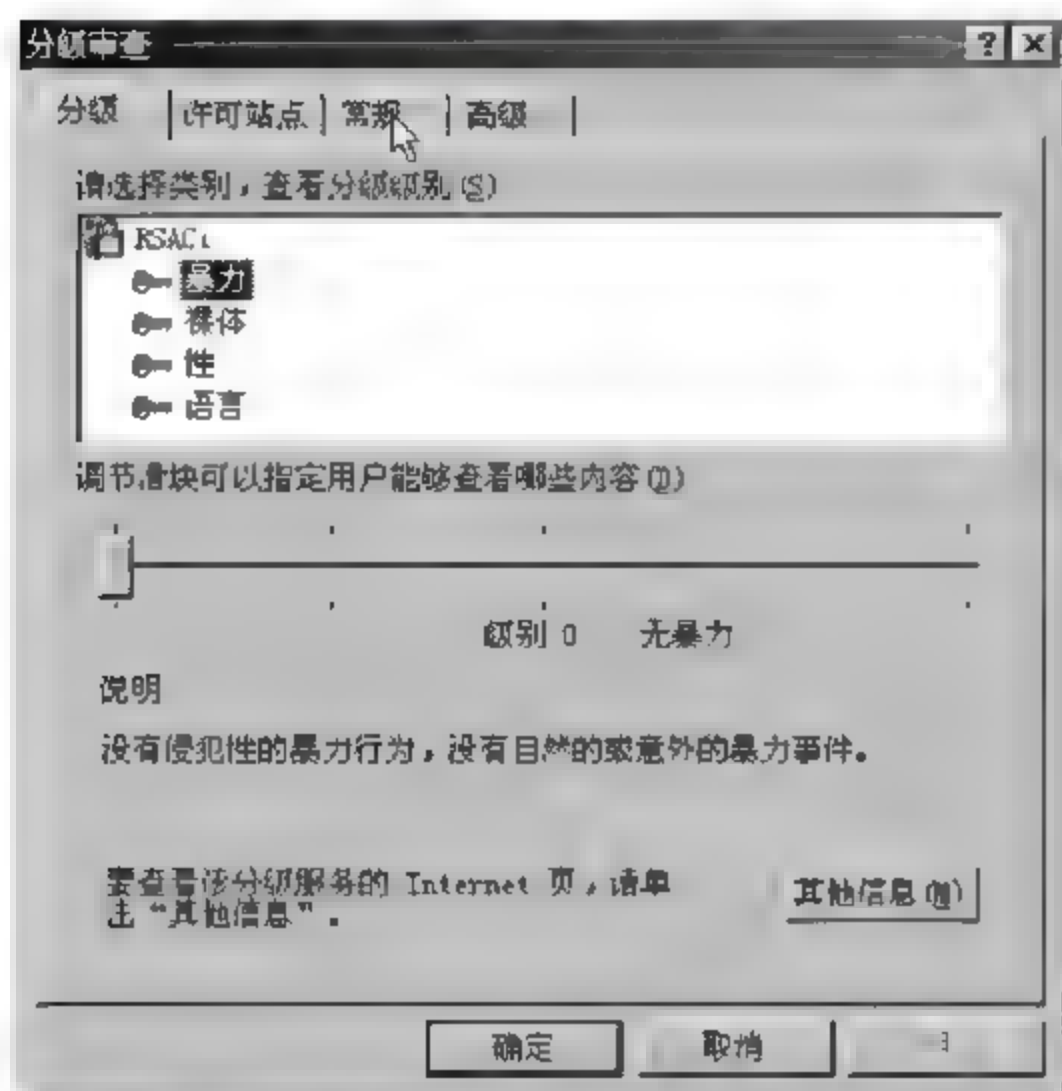 分级审查
分级 许可站点 常规 高级
请选择类别，查看分级级别(S)
RSACi
暴力
裸体
性
语言
调节滑块可以指定用户能够查看哪些内容
级别 0 无暴力
说明
没有侵犯性的暴力行为，没有自然的或意外的暴力事件。
要查看该分级服务的 Internet 页，请单
击“其他信息”。
其他信息
确定 取消